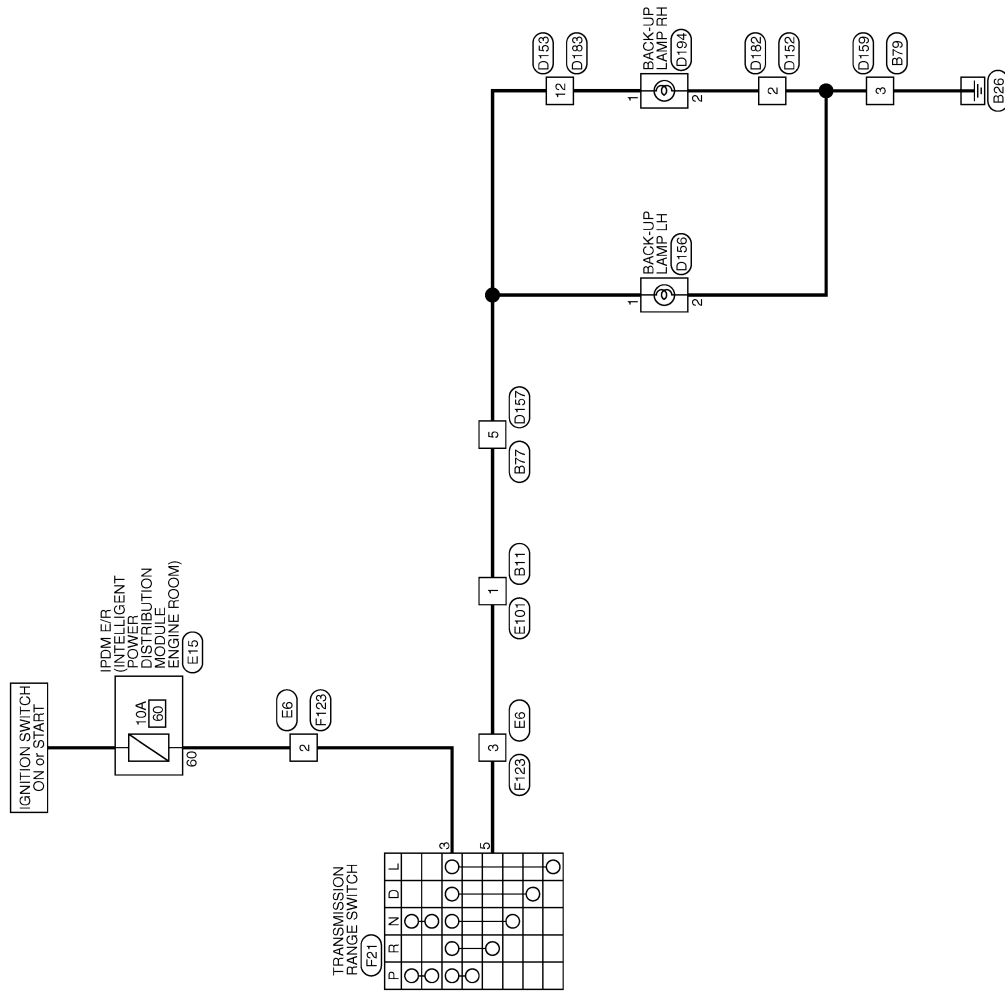 IGNITION SWITCH
ON or START
IPDM E/R
(INTELLIGENT
POWER
DISTRIBUTION
MODULE
ENGINE ROOM)
E15
10A
60
60
2
E6
F123
TRANSMISSION
RANGE SWITCH
F21
P R N D L
3
5
3
F123
E6
1
E101
B11
5
B77
D157
BACK-UP
LAMP LH
D156
1
2
12
D153
D183
BACK-UP
LAMP RH
D194
1
2
2
D182
D152
3
D159
B79
B26